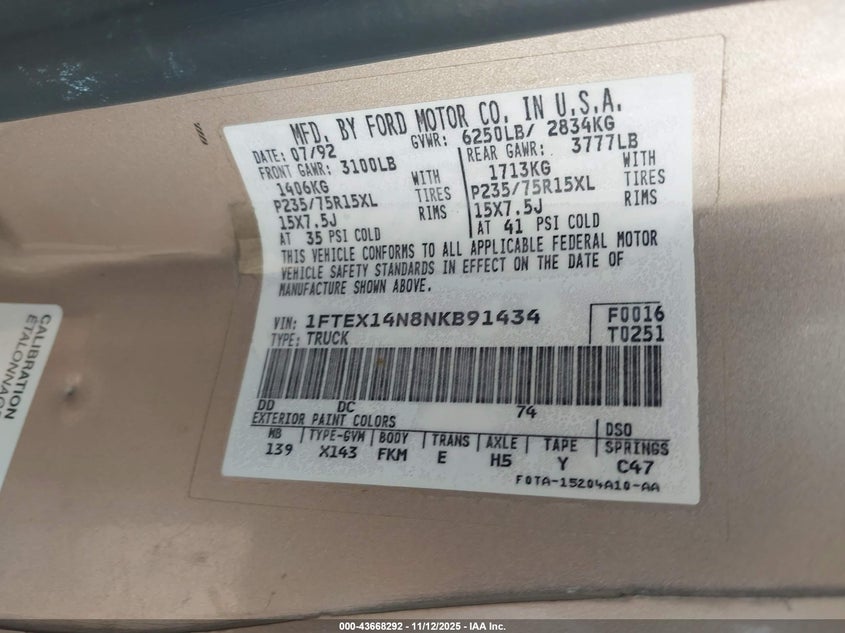 MFD. BY FORD MOTOR CO. IN U.S.A.
DATE: 07/92 GVWR: 6250LB/ 2834KG
FRONT GAWR: 3100LB REAR GAWR: 3777LB
1406KG WITH 1713KG WITH
P235/75R15XL TIRES P235/75R15XL TIRES
15X7.5J RIMS 15X7.5J RIMS
AT 35 PSI COLD AT 41 PSI COLD
THIS VEHICLE CONFORMS TO ALL APPLICABLE FEDERAL MOTOR
VEHICLE SAFETY STANDARDS IN EFFECT ON THE DATE OF
MANUFACTURE SHOWN ABOVE.
VIN: 1FTEX14N8NKB91434 F0016
TYPE: TRUCK T0251
DD DC 74
EXTERIOR PAINT COLORS DSO
WB TYPE-GVW BODY TRANS AXLE TAPE SPRINGS
139 X143 FKM E H5 Y C47
F0TA-15204A10-AA
CALIBRATION
000-43668292 - 11/12/2025 - IAA Inc.